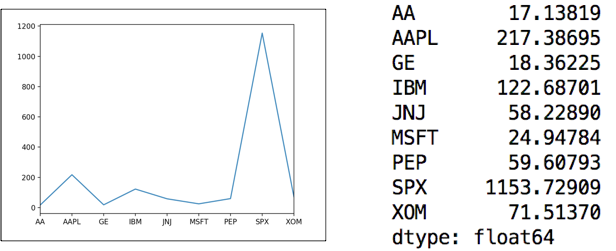 1200
1000
800
600
400
200
0
AA AAPL GE IBM JNJ MSFT PEP SPX XOM
AA 17.13819
AAPL 217.38695
GE 18.36225
IBM 122.68701
JNJ 58.22890
MSFT 24.94784
PEP 59.60793
SPX 1153.72909
XOM 71.51370
dtype: float64